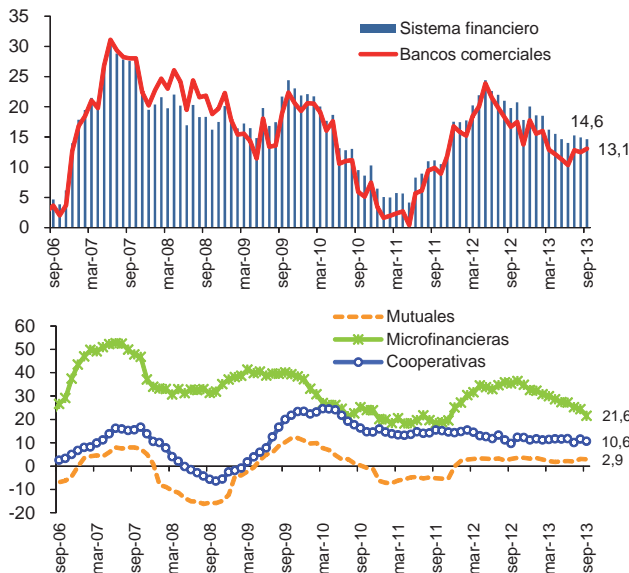 35
30
25
20
15
10
5
0
Sistema financiero
Bancos comerciales
14,6
13,1
sep-06
mar-07
sep-07
mar-08
sep-08
mar-09
sep-09
mar-10
sep-10
mar-11
sep-11
mar-12
sep-12
mar-13
sep-13
60
50
40
30
20
10
0
-10
-20
Mutuales
Microfinancieras
Cooperativas
21,6
10,6
2,9
sep-06
mar-07
sep-07
mar-08
sep-08
mar-09
sep-09
mar-10
sep-10
mar-11
sep-11
mar-12
sep-12
mar-13
sep-13